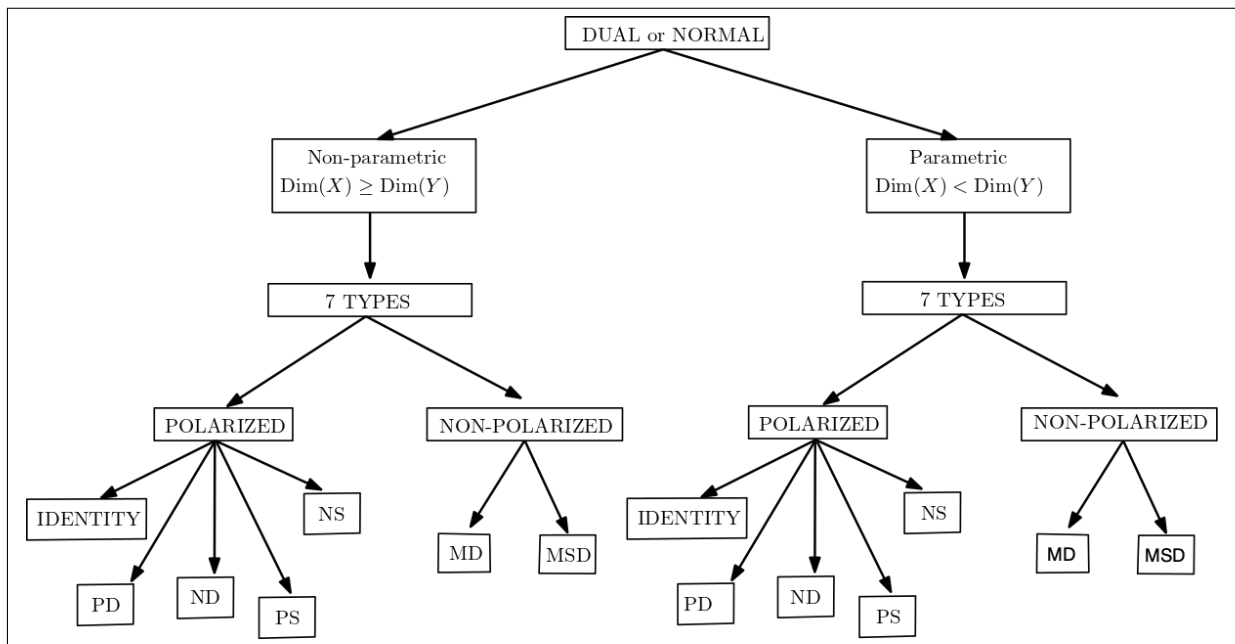 DUAL or NORMAL
Non-parametric
Dim(X) ≥ Dim(Y)
Parametric
Dim(X) < Dim(Y)
7 TYPES
7 TYPES
POLARIZED
NON-POLARIZED
POLARIZED
NON-POLARIZED
IDENTITY
NS
MD
MSD
PD
ND
PS
IDENTITY
NS
MD
MSD
PD
ND
PS